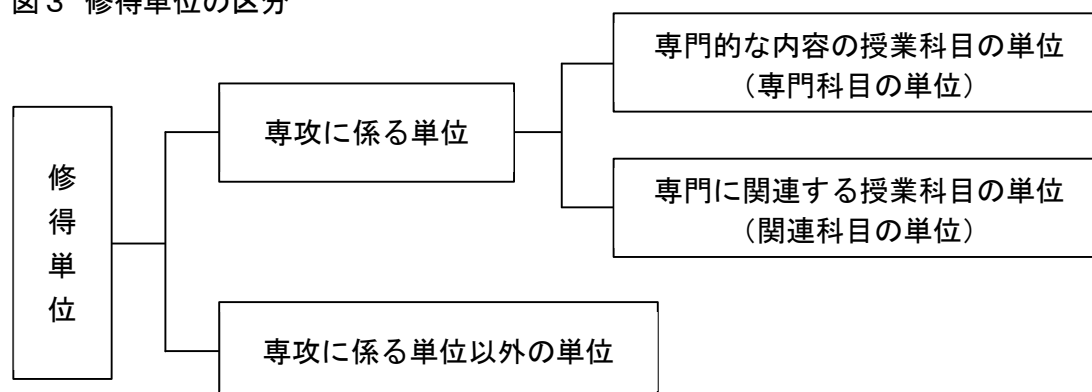 図３ 修得単位の区分
専門的な内容の授業科目の単位
（専門科目の単位）
専攻に係る単位
修得単位
専門に関連する授業科目の単位
（関連科目の単位）
専攻に係る単位以外の単位